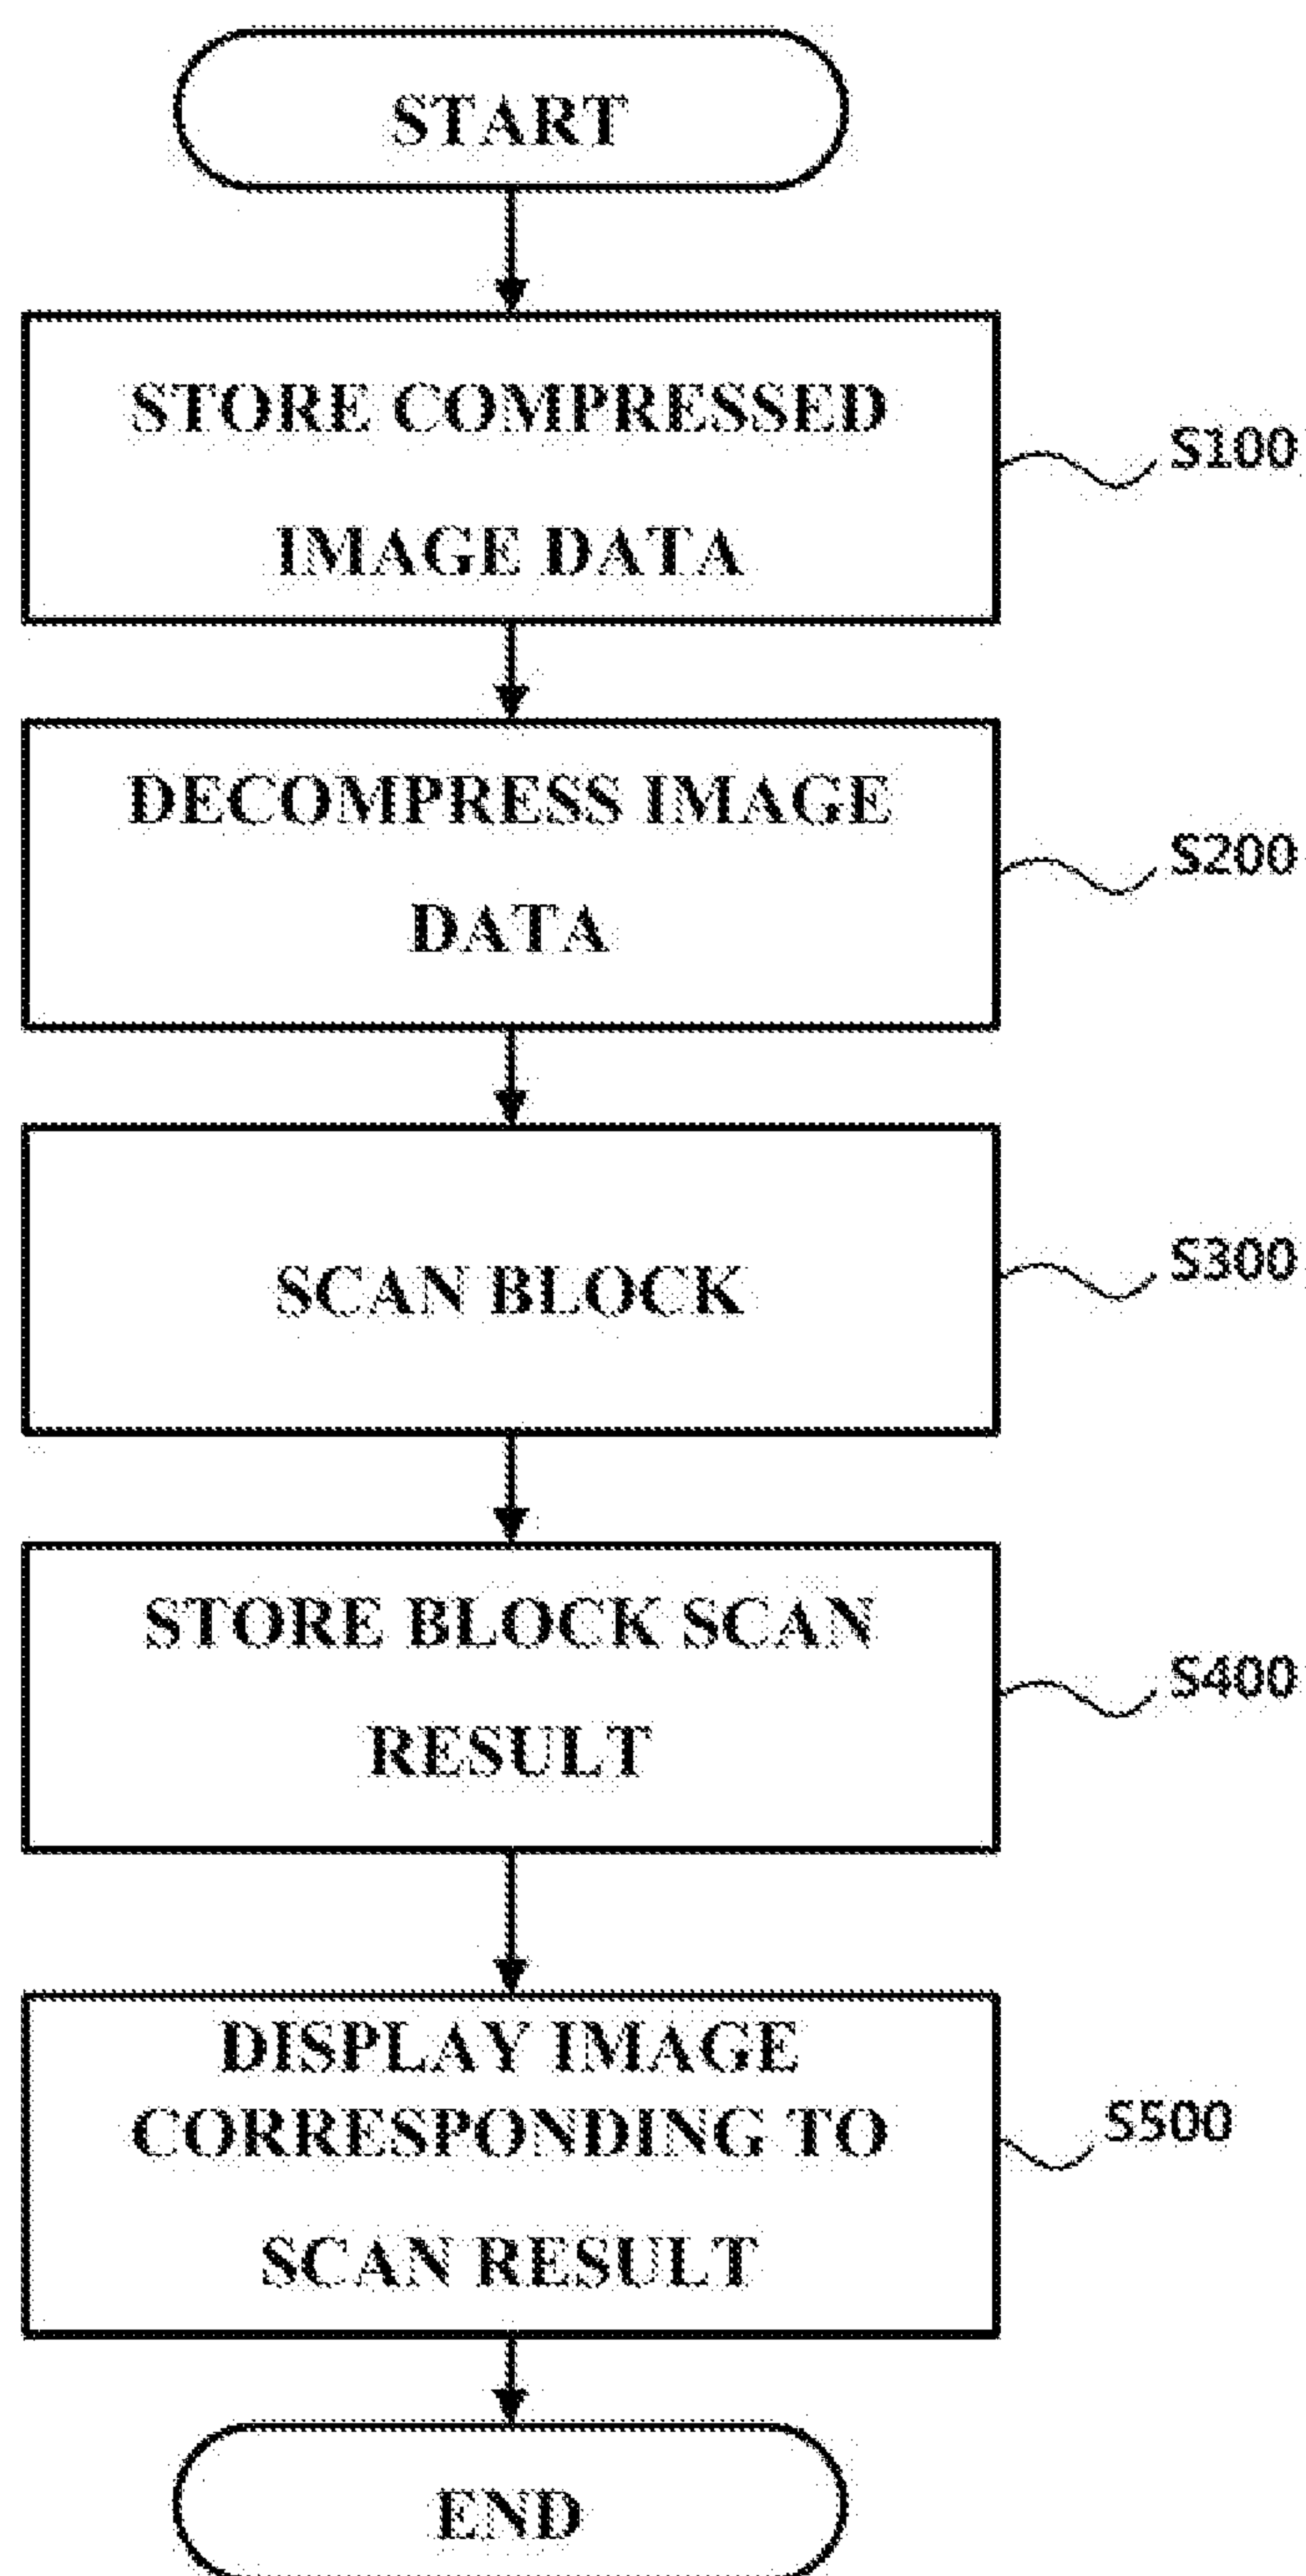 START
STORE COMPRESSED
IMAGE DATA
S100
DECOMPRESS IMAGE
DATA
S200
SCAN BLOCK
S300
STORE BLOCK SCAN
RESULT
S400
DISPLAY IMAGE
CORRESPONDING TO
SCAN RESULT
S500
END